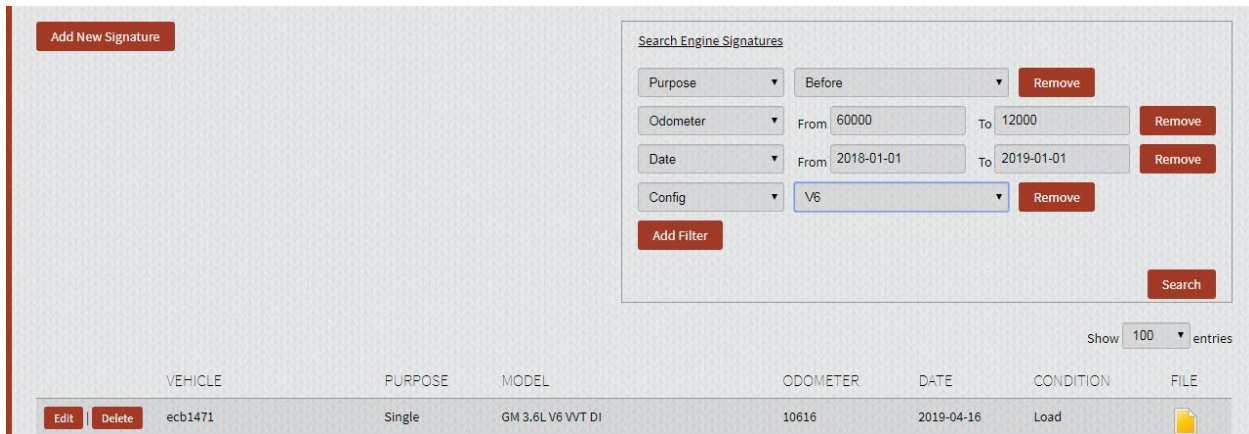 Add New Signature
Search Engine Signatures
Purpose Before Remove
Odometer From 60000 To 12000 Remove
Date From 2018-01-01 To 2019-01-01 Remove
Config V6 Remove
Add Filter
Search
Show 100 entries
VEHICLE PURPOSE MODEL ODOMETER DATE CONDITION FILE
Edit | Delete ecb1471 Single GM 3.6L V6 VVT DI 10616 2019-04-16 Load